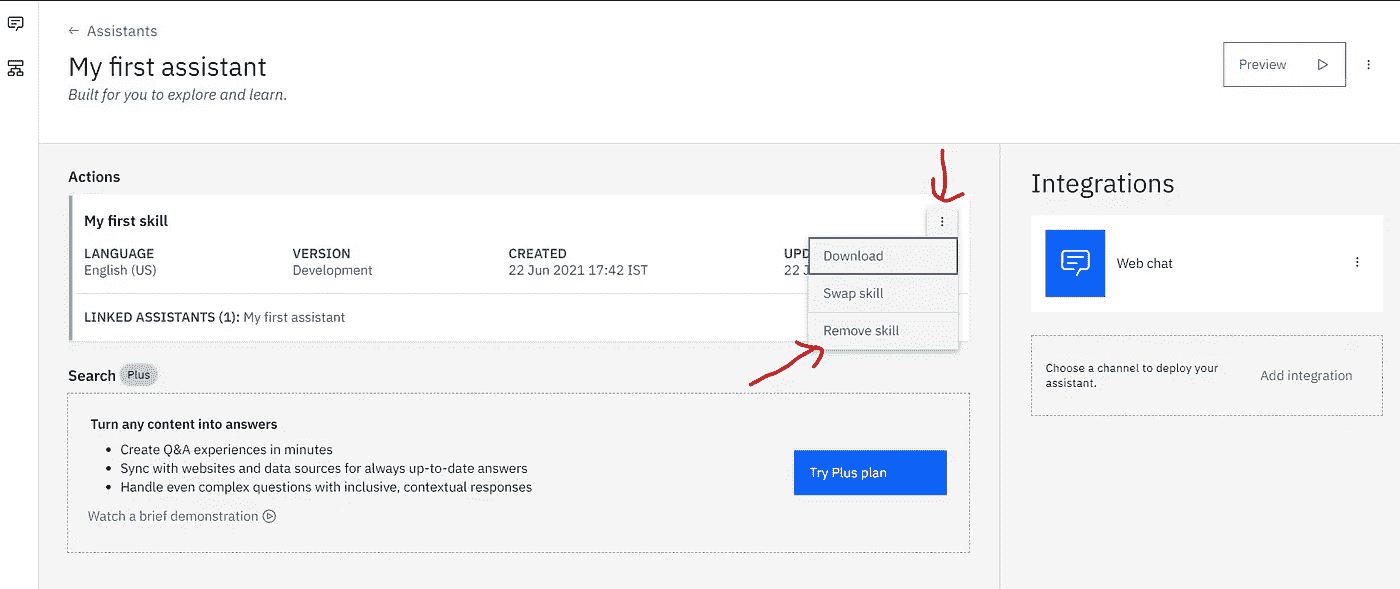 ← Assistants
My first assistant
Built for you to explore and learn.
Preview
Actions
My first skill
LANGUAGE
English (US)
VERSION
Development
CREATED
22 Jun 2021 17:42 IST
UPD
22 J
Download
Swap skill
Remove skill
LINKED ASSISTANTS (1): My first assistant
Search Plus
Turn any content into answers
• Create Q&A experiences in minutes
• Sync with websites and data sources for always up-to-date answers
• Handle even complex questions with inclusive, contextual responses
Watch a brief demonstration
Try Plus plan
Integrations
Web chat
Choose a channel to deploy your
assistant.
Add integration